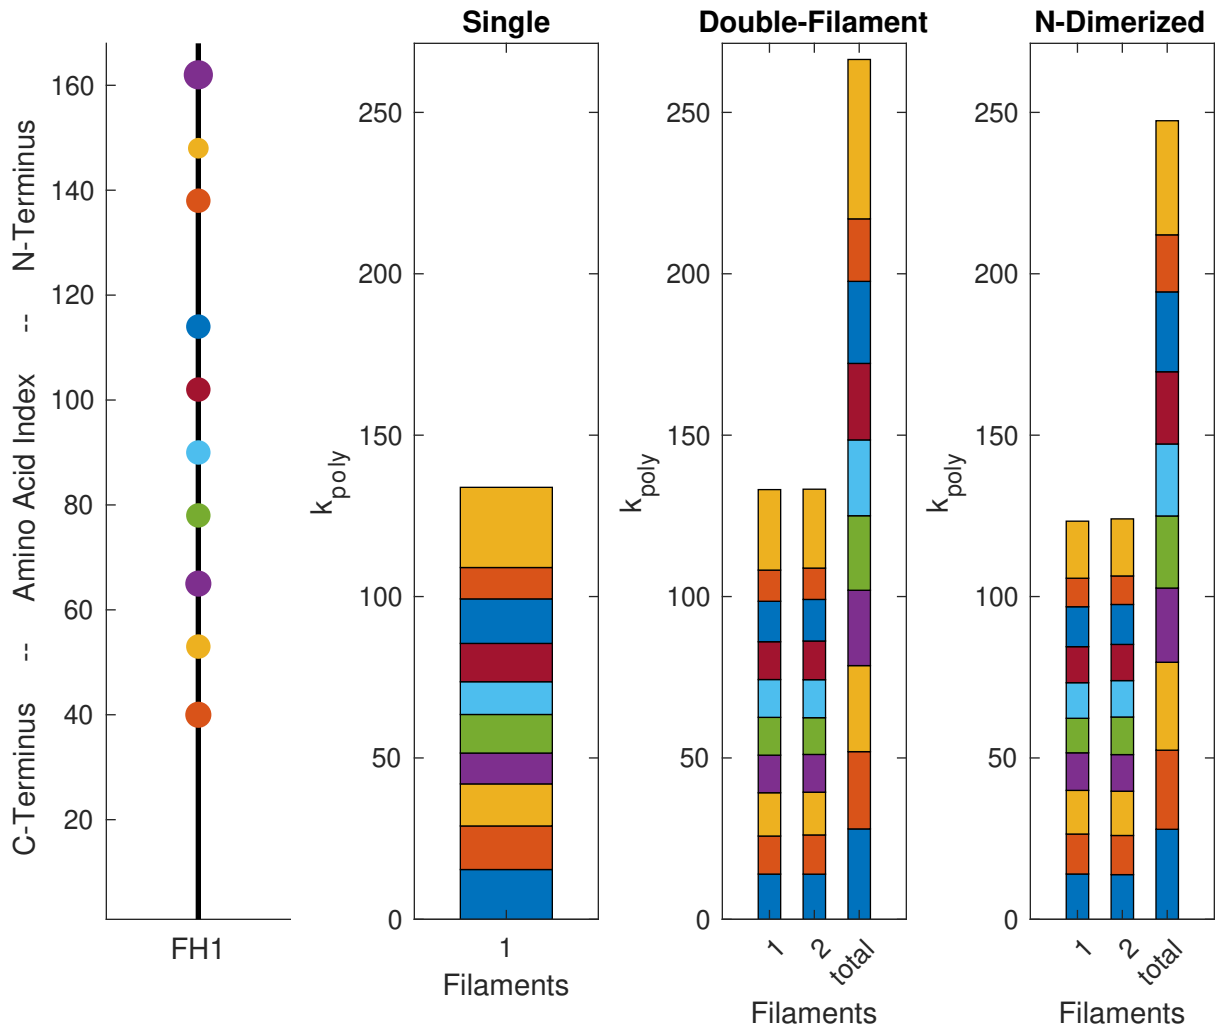 Single
Double-Filament
N-Dimerized
C-Terminus -- Amino Acid Index -- N-Terminus
160
140
120
100
80
60
40
20
FH1
k_poly
250
200
150
100
50
0
1
Filaments
k_poly
250
200
150
100
50
0
1
2
total
Filaments
k_poly
250
200
150
100
50
0
1
2
total
Filaments